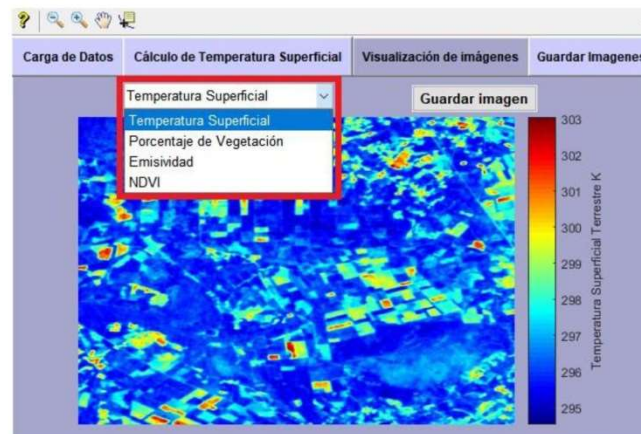 Carga de Datos
Cálculo de Temperatura Superficial
Visualización de imágenes
Guardar Imagenes
Temperatura Superficial
Guardar imagen
Temperatura Superficial
Porcentaje de Vegetación
Emisividad
NDVI
303
302
301
300
299
298
297
296
295
Temperatura Superficial Terrestre K